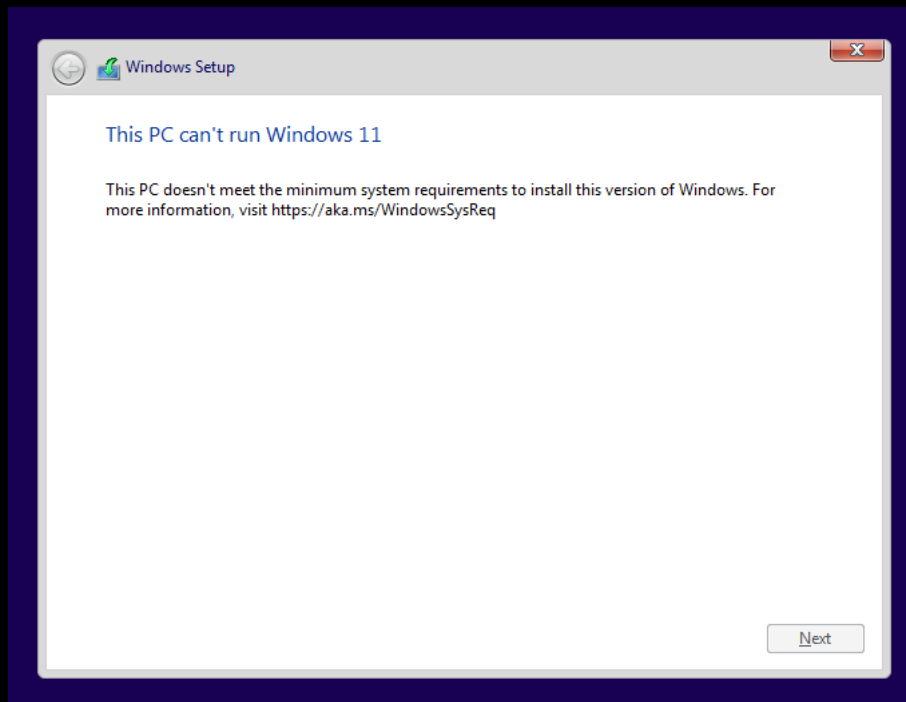 Windows Setup
This PC can't run Windows 11
This PC doesn't meet the minimum system requirements to install this version of Windows. For
more information, visit https://aka.ms/WindowsSysReq
Next